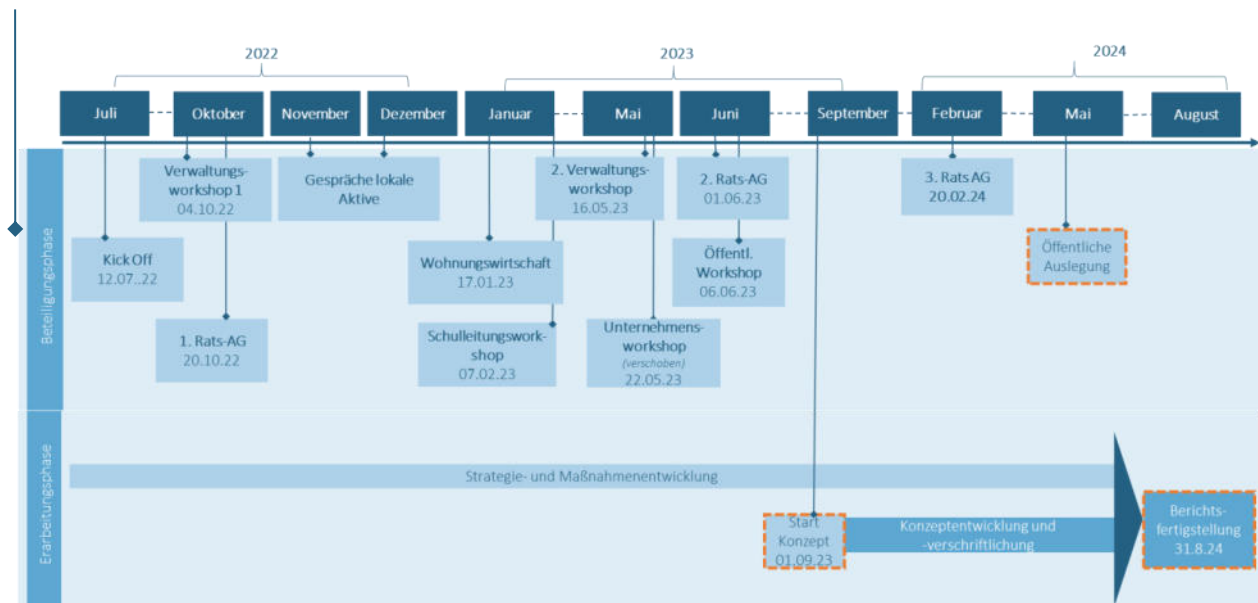 2022
2023
2024
Juli
Oktober
November
Dezember
Januar
Mai
Juni
September
Februar
Mai
August
Beteiligungsphase
Verwaltungs-
workshop 1
04.10.22
Gespräche lokale
Aktive
2. Verwaltungs-
workshop
16.05.23
2. Rats-AG
01.06.23
3. Rats AG
20.02.24
Kick Off
12.07..22
Wohnungswirtschaft
17.01.23
Öffentl.
Workshop
06.06.23
Öffentliche
Auslegung
1. Rats-AG
20.10.22
Schulleitungswork-
shop
07.02.23
Unternehmens-
workshop
(verschoben)
22.05.23
Erarbeitungsphase
Strategie- und Maßnahmenentwicklung
Start
Konzept
01.09.23
Konzeptentwicklung und
-verschriftlichung
Berichts-
fertigstellung
31.8.24